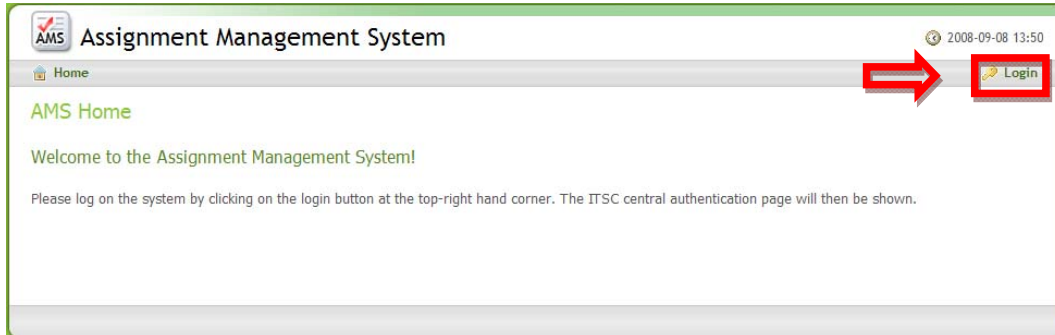 AMS Assignment Management System 2008-09-08 13:50
Home Login
AMS Home
Welcome to the Assignment Management System!
Please log on the system by clicking on the login button at the top-right hand corner. The ITSC central authentication page will then be shown.